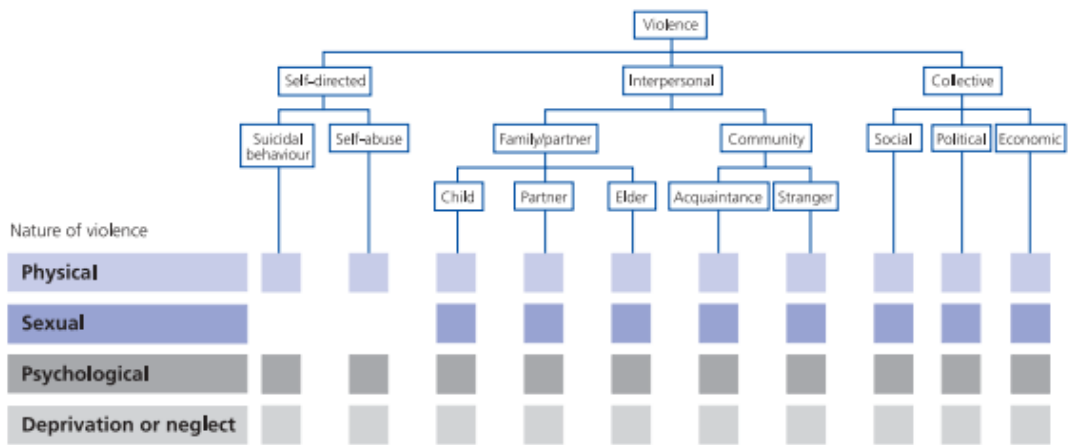 Violence
Self-directed
Interpersonal
Collective
Suicidal
behaviour
Self-abuse
Family/partner
Community
Social
Political
Economic
Child
Partner
Elder
Acquaintance
Stranger
Nature of violence
Physical
Sexual
Psychological
Deprivation or neglect